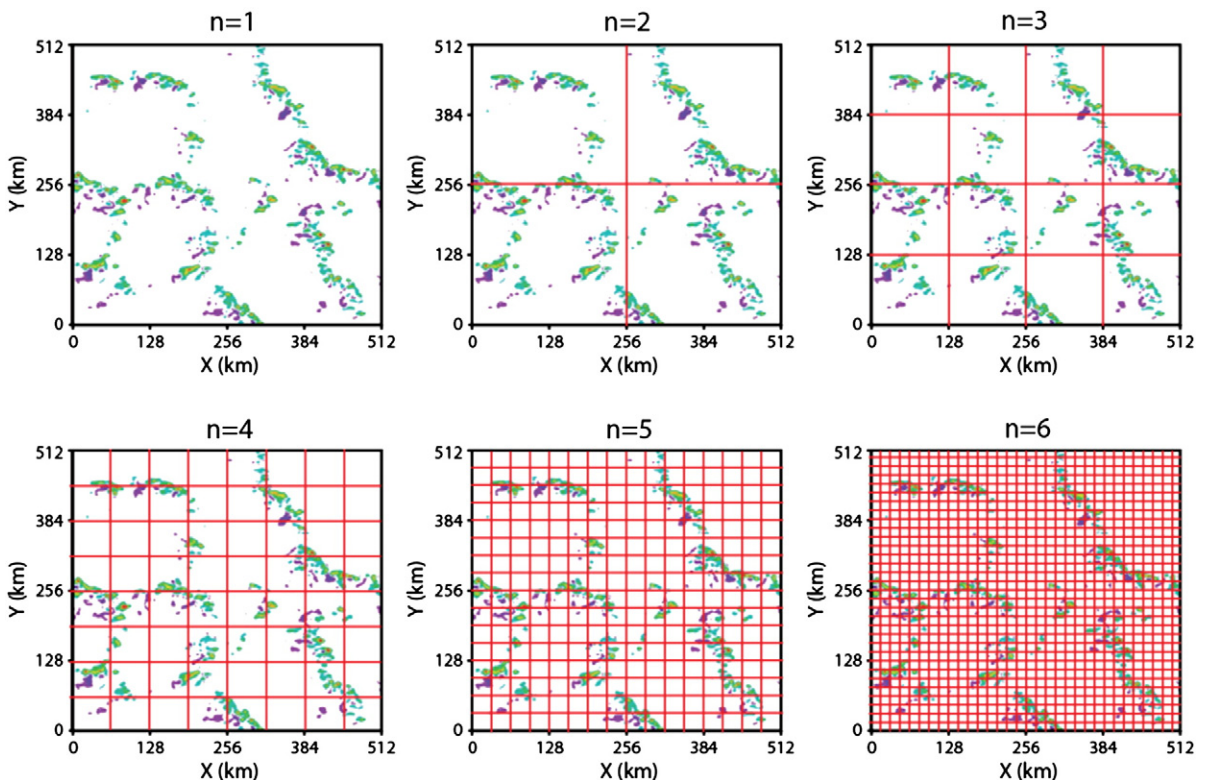 n=1 n=2 n=3
512 512 512
384 384 384
Y (km) Y (km) Y (km)
256 256 256
128 128 128
0 0 0
0 128 256 384 512 0 128 256 384 512 0 128 256 384 512
X (km) X (km) X (km)
n=4 n=5 n=6
512 512 512
384 384 384
Y (km) Y (km) Y (km)
256 256 256
128 128 128
0 0 0
0 128 256 384 512 0 128 256 384 512 0 128 256 384 512
X (km) X (km) X (km)